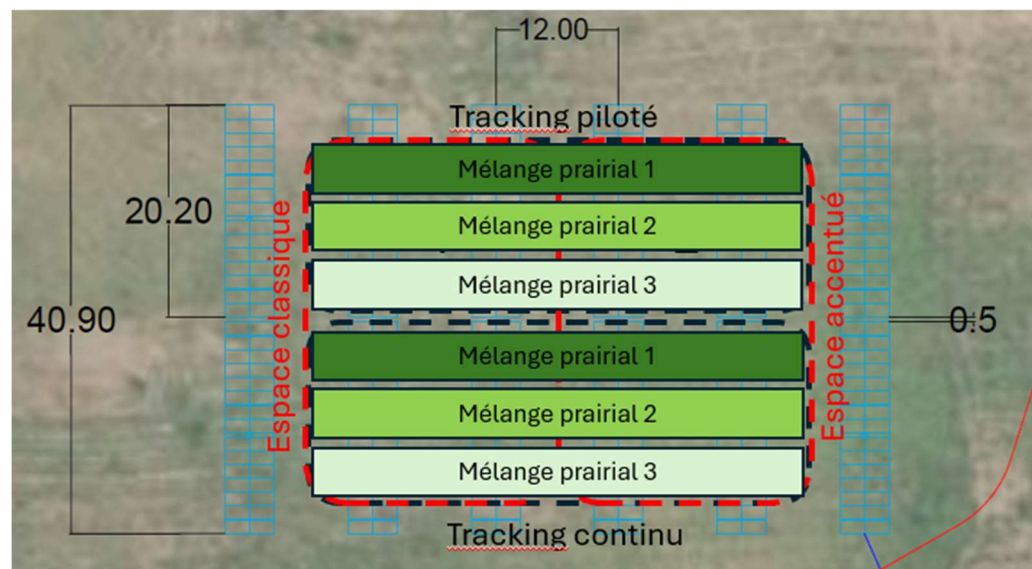 12.00
Tracking piloté
Mélange prairial 1
20.20
Mélange prairial 2
Espace classique
Espace accentué
Mélange prairial 3
40.90
0.5
Mélange prairial 1
Mélange prairial 2
Mélange prairial 3
Tracking continu